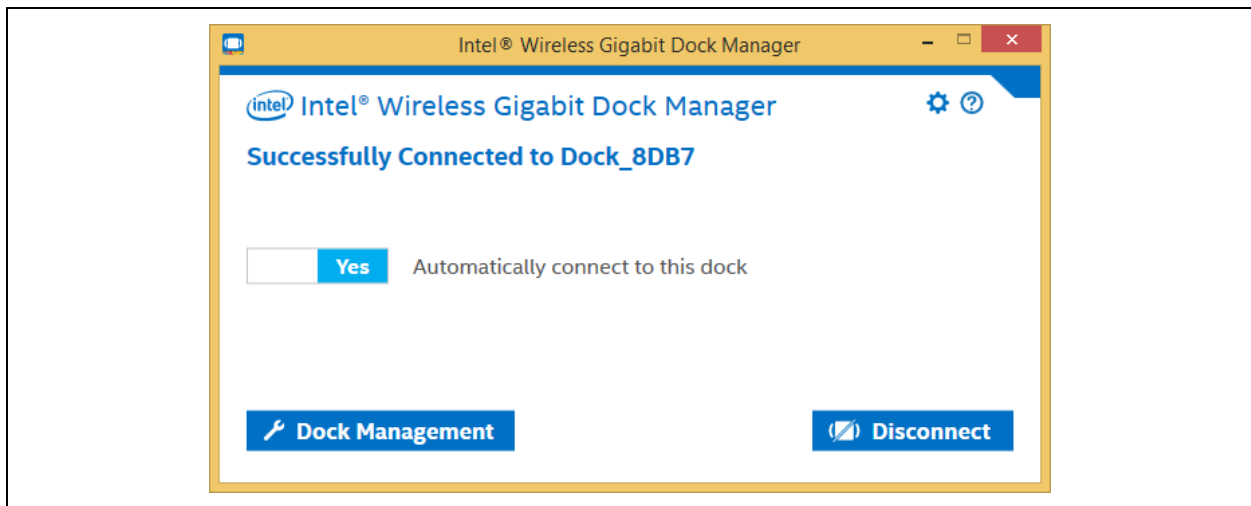 Intel® Wireless Gigabit Dock Manager
intel Intel® Wireless Gigabit Dock Manager
Successfully Connected to Dock_8DB7
Yes Automatically connect to this dock
Dock Management Disconnect